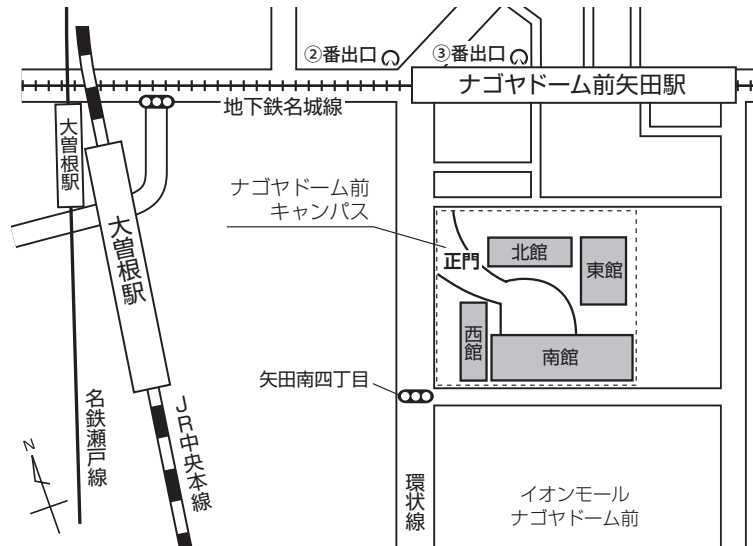 ②番出口
③番出口
ナゴヤドーム前矢田駅
地下鉄名城線
大曽根駅
大曽根駅
ナゴヤドーム前
キャンパス
正門
北館
東館
西館
南館
矢田南四丁目
名鉄瀬戸線
JR中央本線
環状線
イオンモール
ナゴヤドーム前
N